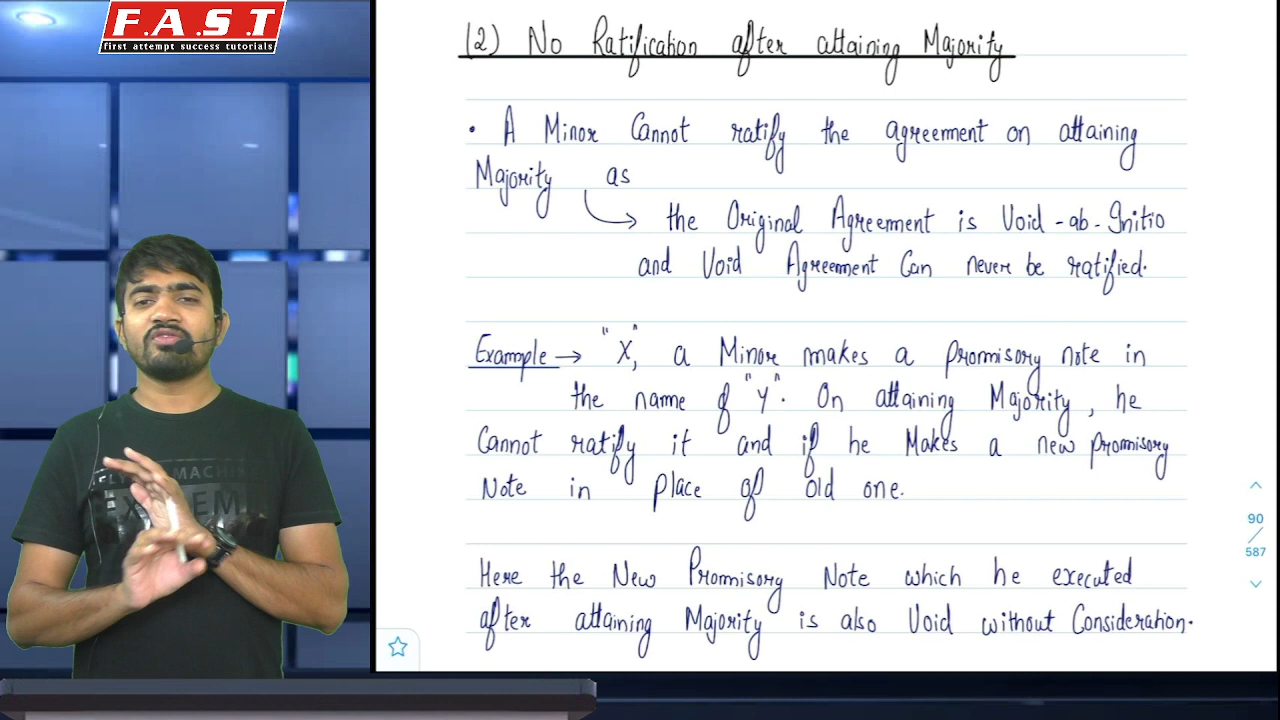 F.A.S.T
first attempt success tutorials
(2) No Ratification after attaining Majority
• A Minor Cannot ratify the agreement on attaining
Majority as
the Original Agreement is Void-ab-Initio
and Void Agreement Can never be ratified.
Example → "X", a Minor makes a promisory note in
the name of "Y". On attaining Majority, he
Cannot ratify it and if he Makes a new promisory
Note in place of old one.
Here the New Promisory Note which he executed
after attaining Majority is also Void without Consideration.
90
587